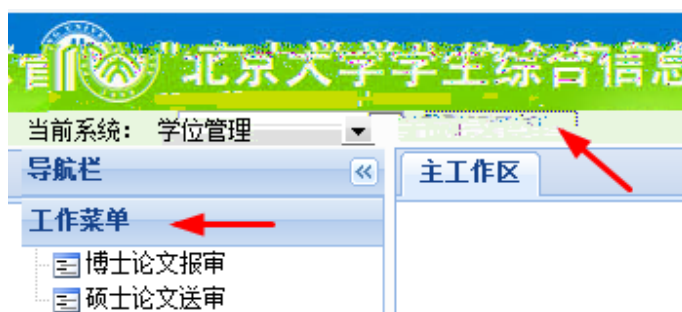 北京大学学生综合信息
当前系统： 学位管理
导航栏
主工作区
工作菜单
博士论文报审
硕士论文送审